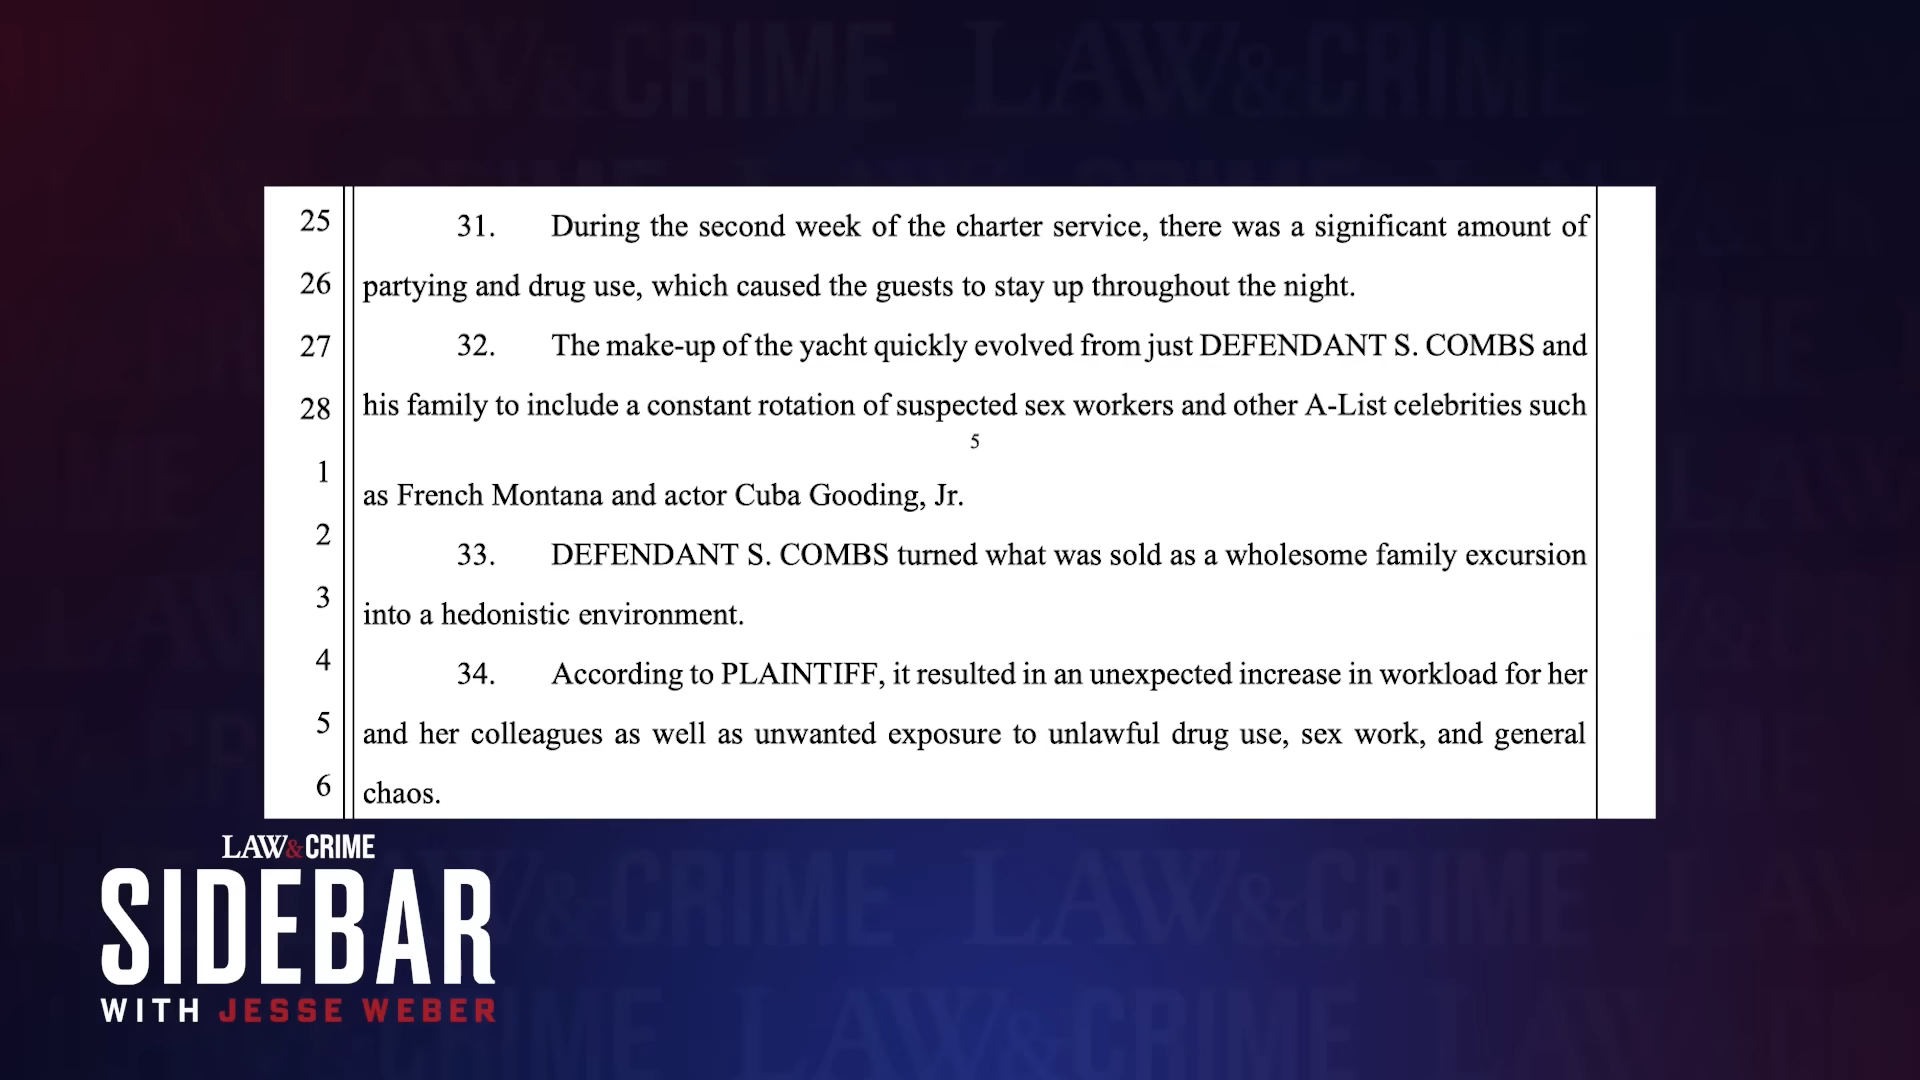 25 31. During the second week of the charter service, there was a significant amount of
26 partying and drug use, which caused the guests to stay up throughout the night.
27 32. The make-up of the yacht quickly evolved from just DEFENDANT S. COMBS and
28 his family to include a constant rotation of suspected sex workers and other A-List celebrities such
5
1 as French Montana and actor Cuba Gooding, Jr.
2 33. DEFENDANT S. COMBS turned what was sold as a wholesome family excursion
3 into a hedonistic environment.
4 34. According to PLAINTIFF, it resulted in an unexpected increase in workload for her
5 and her colleagues as well as unwanted exposure to unlawful drug use, sex work, and general
6 chaos.
LAW&CRIME
SIDEBAR
WITH JESSE WEBER